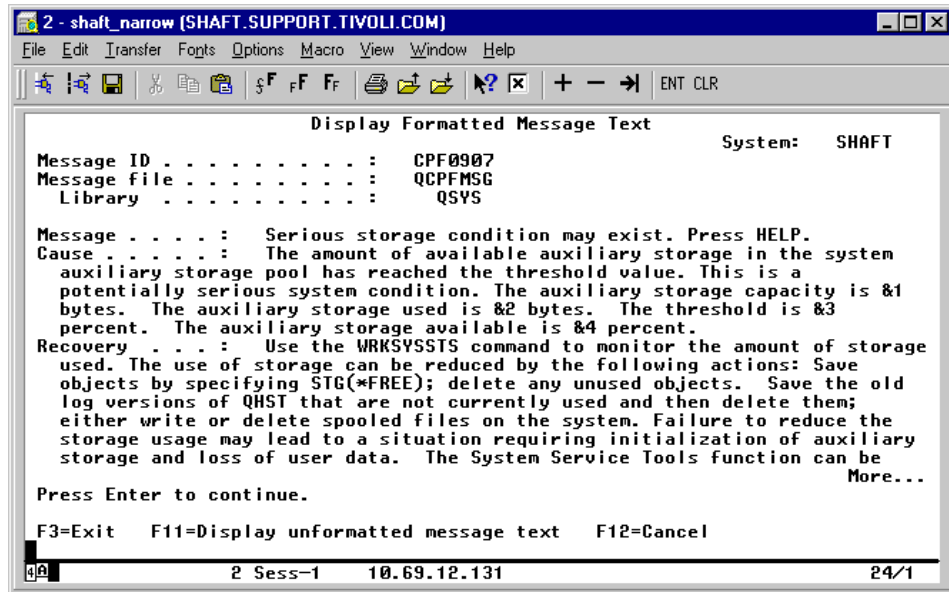 2 - shaft_narrow (SHAFT.SUPPORT.TIVOLI.COM)
File Edit Transfer Fonts Options Macro View Window Help
ENT CLR
Display Formatted Message Text
System: SHAFT
Message ID . . . . . . . . . : CPF0907
Message file . . . . . . . . : QCPFMSG
Library . . . . . . . . . : QSYS
Message . . . . : Serious storage condition may exist. Press HELP.
Cause . . . . . : The amount of available auxiliary storage in the system
auxiliary storage pool has reached the threshold value. This is a
potentially serious system condition. The auxiliary storage capacity is &1
bytes. The auxiliary storage used is &2 bytes. The threshold is &3
percent. The auxiliary storage available is &4 percent.
Recovery . . . : Use the WRKSYSSTS command to monitor the amount of storage
used. The use of storage can be reduced by the following actions: Save
objects by specifying STG(*FREE); delete any unused objects. Save the old
log versions of QHST that are not currently used and then delete them;
either write or delete spooled files on the system. Failure to reduce the
storage usage may lead to a situation requiring initialization of auxiliary
storage and loss of user data. The System Service Tools function can be
More...
Press Enter to continue.
F3=Exit F11=Display unformatted message text F12=Cancel
4A 2 Sess-1 10.69.12.131 24/1